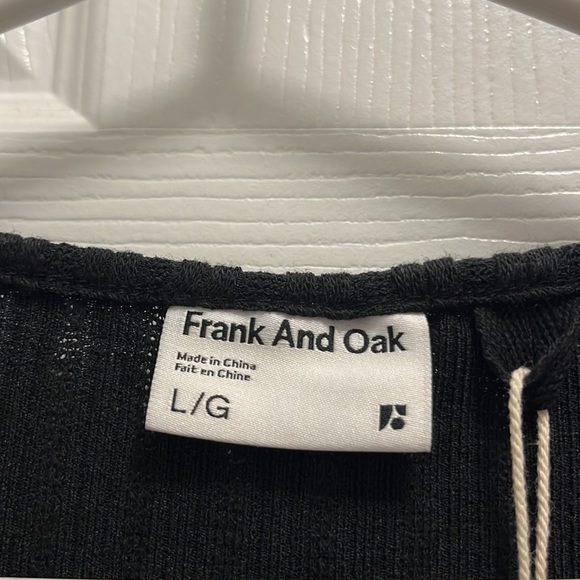 Frank And Oak
Made in China
Fait en Chine
L/G